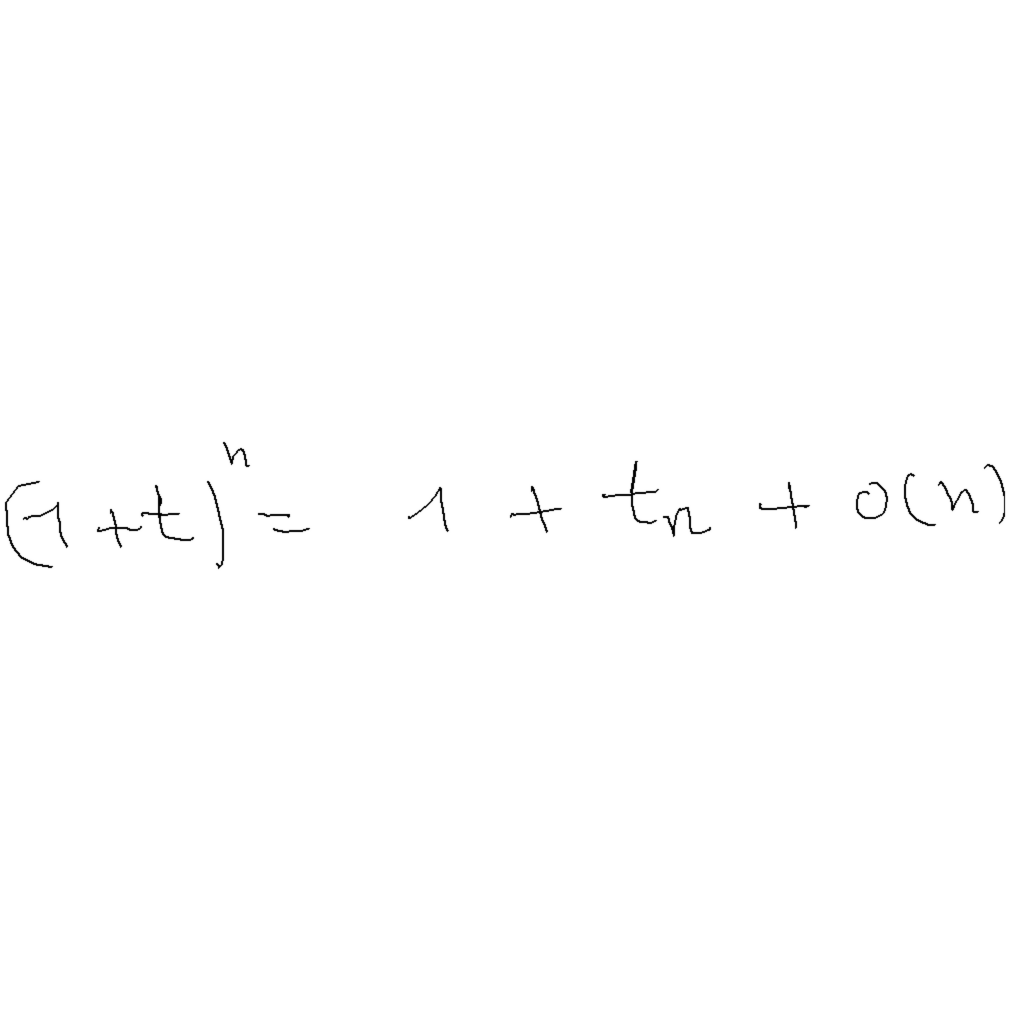 (1+t)ⁿ = 1 + tn + o(n)